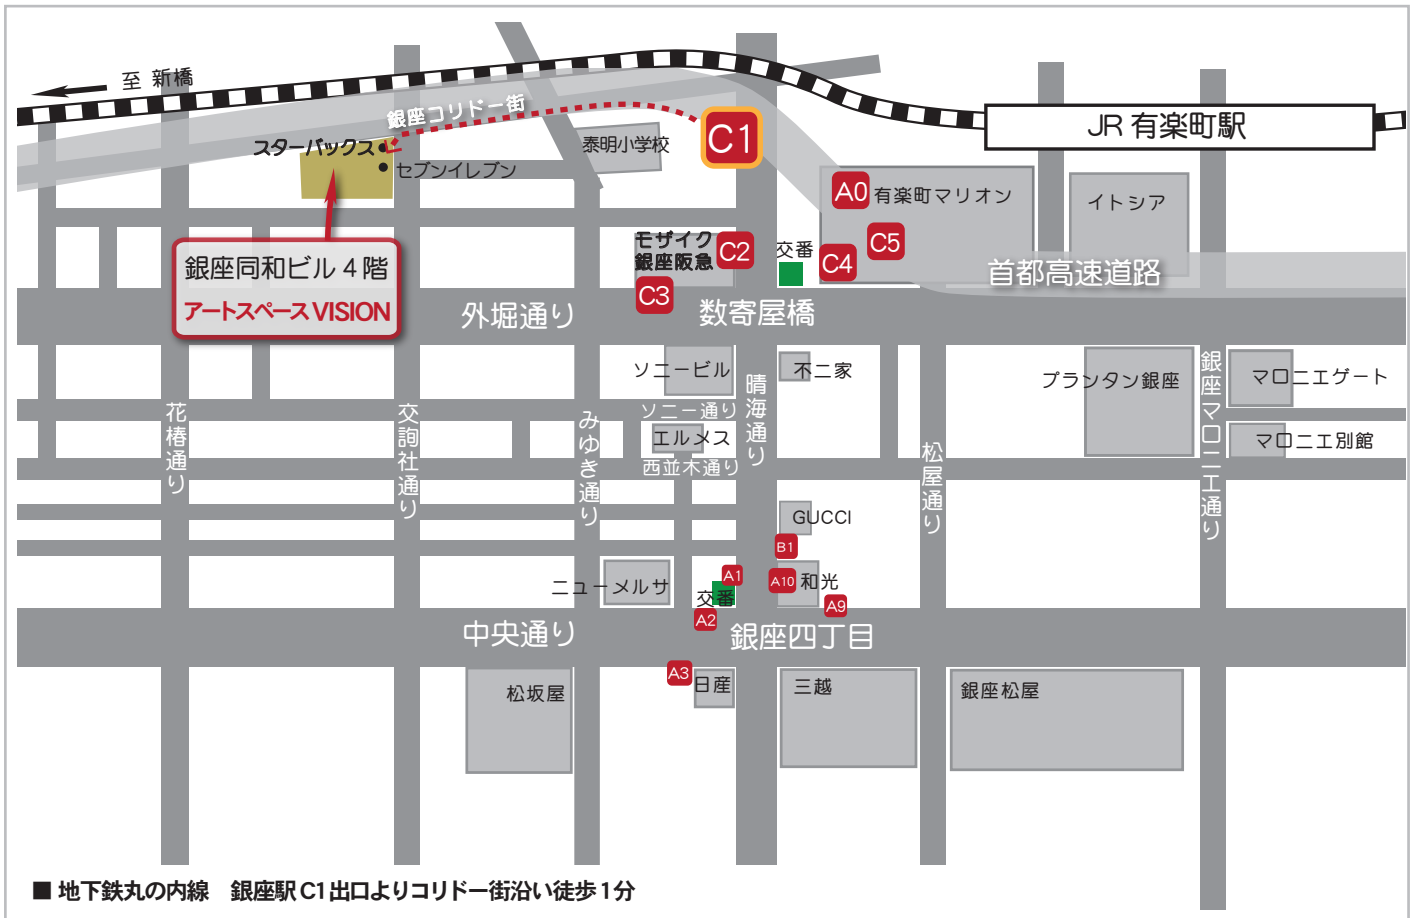 至 新橋
銀座コリドー街
C1
JR 有楽町駅
スターバックス
セブンイレブン
泰明小学校
A0
有楽町マリオン
イトシア
モザイク
銀座阪急
C2
交番
C4
C5
C3
首都高速道路
銀座同和ビル 4 階
アートスペース VISION
外堀通り
数寄屋橋
ソニービル
不二家
プランタン銀座
マロニエゲート
ソニー通り
エルメス
マロニエ別館
西並木通り
花椿通り
交詢社通り
みゆき通り
晴海通り
松屋通り
銀座マロニエ通り
GUCCI
B1
ニューメルサ
A1
交番
A2
A10
和光
A9
中央通り
銀座四丁目
A3
日産
松坂屋
三越
銀座松屋
■ 地下鉄丸の内線 銀座駅 C1 出口よりコリドー街沿い徒歩 1 分